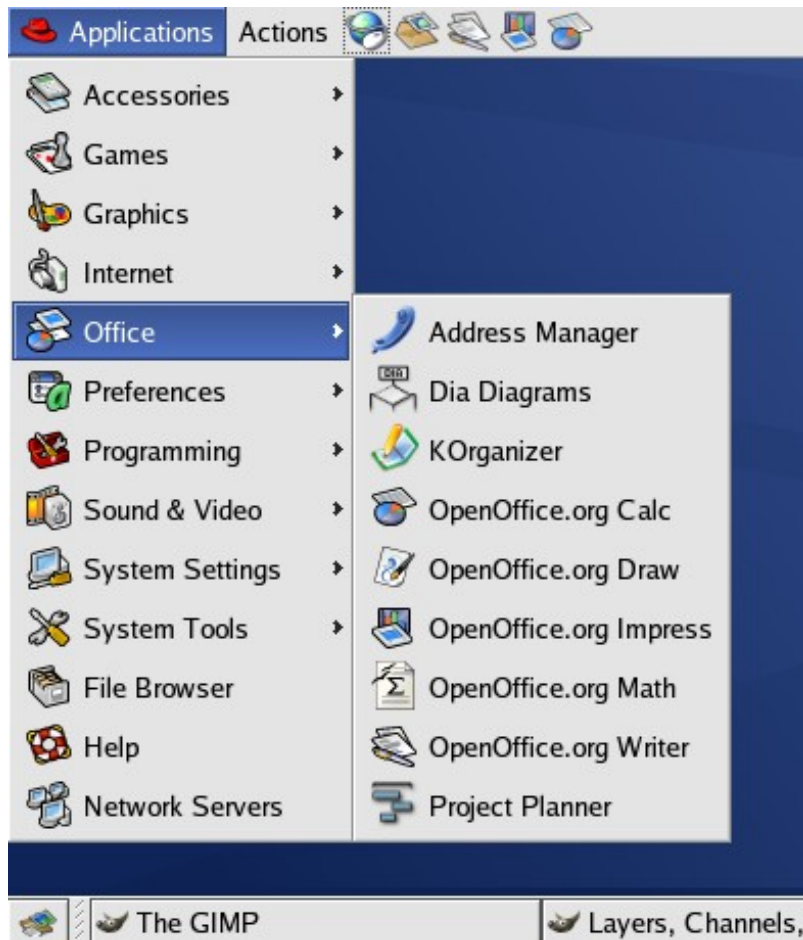 Applications Actions
Accessories
Games
Graphics
Internet
Office
Preferences
Programming
Sound & Video
System Settings
System Tools
File Browser
Help
Network Servers
Address Manager
DIA
Dia Diagrams
KOrganizer
OpenOffice.org Calc
OpenOffice.org Draw
OpenOffice.org Impress
Σ
OpenOffice.org Math
OpenOffice.org Writer
Project Planner
The GIMP
Layers, Channels,